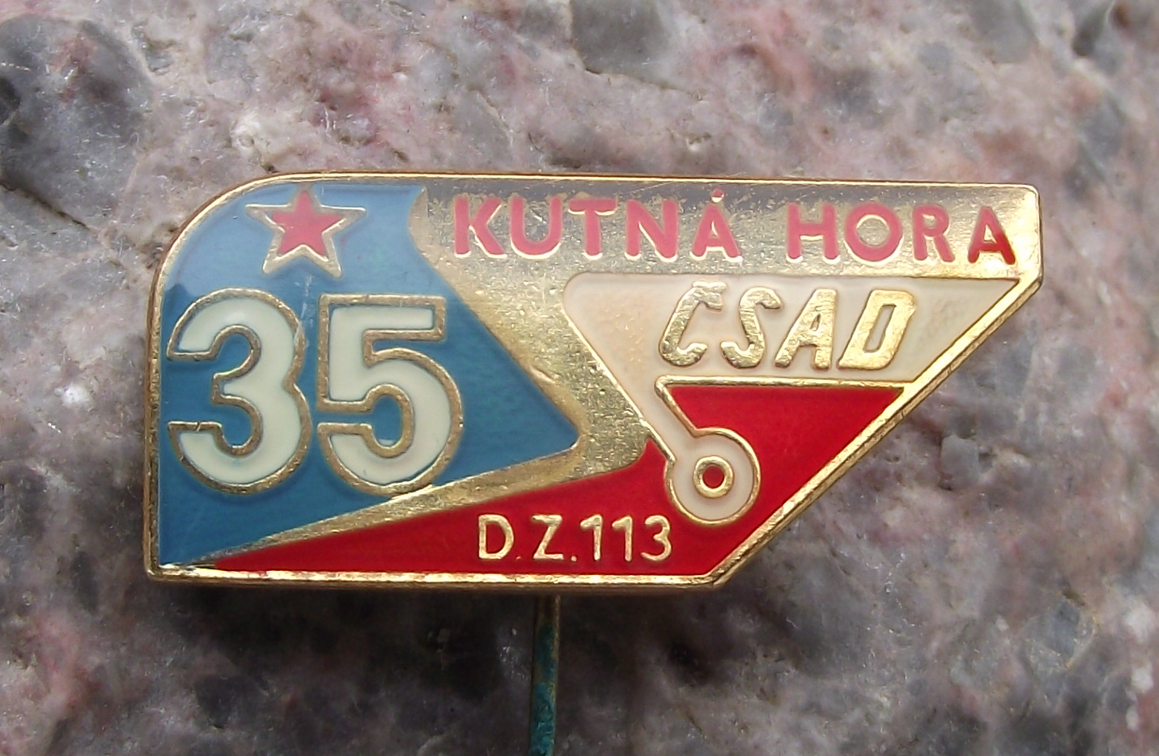 KUTNÁ HORA
35
ČSAD
D.Z.113